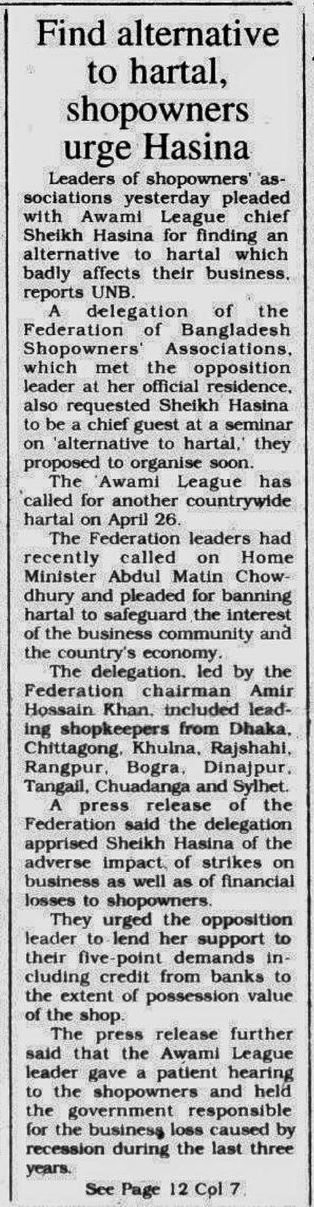 Find alternative
to hartal,
shopowners
urge Hasina
Leaders of shopowners' as-
sociations yesterday pleaded
with Awami League chief
Sheikh Hasina for finding an
alternative to hartal which
badly affects their business,
reports UNB.
A delegation of the
Federation of Bangladesh
Shopowners' Associations,
which met the opposition
leader at her official residence,
also requested Sheikh Hasina
to be a chief guest at a seminar
on 'alternative to hartal,' they
proposed to organise soon.
The Awami League has
called for another countrywide
hartal on April 26.
The Federation leaders had
recently called on Home
Minister Abdul Matin Chow-
dhury and pleaded for banning
hartal to safeguard the interest
of the business community and
the country's economy.
The delegation, led by the
Federation chairman Amir
Hossain Khan, included lead-
ing shopkeepers from Dhaka,
Chittagong, Khulna, Rajshahi,
Rangpur, Bogra, Dinajpur,
Tangail, Chuadanga and Sylhet.
A press release of the
Federation said the delegation
apprised Sheikh Hasina of the
adverse impact of strikes on
business as well as of financial
losses to shopowners.
They urged the opposition
leader to lend her support to
their five-point demands in-
cluding credit from banks to
the extent of possession value
of the shop.
The press release further
said that the Awami League
leader gave a patient hearing
to the shopowners and held
the government responsible
for the business loss caused by
recession during the last three
years.
See Page 12 Col 7